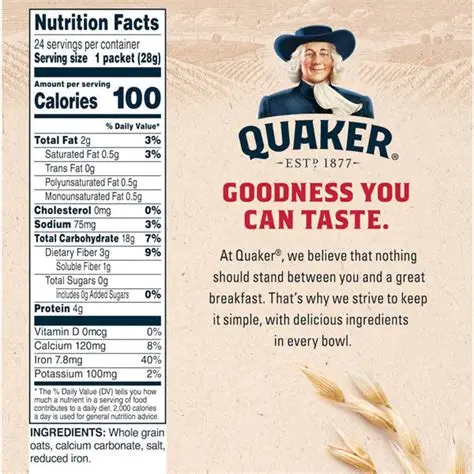 Nutrition Facts
24 servings per container
Serving size 1 packet (28g)
Amount per serving
Calories 100
% Daily Value*
Total Fat 2g 3%
Saturated Fat 0.5g 3%
Trans Fat 0g
Polyunsaturated Fat 0.5g
Monounsaturated Fat 0.5g
Cholesterol 0mg 0%
Sodium 75mg 3%
Total Carbohydrate 18g 7%
Dietary Fiber 3g 9%
Soluble Fiber 1g
Total Sugars 0g
Includes 0g Added Sugars 0%
Protein 4g
Vitamin D 0mcg 0%
Calcium 120mg 8%
Iron 7.8mg 40%
Potassium 100mg 2%
* The % Daily Value (DV) tells you how
much a nutrient in a serving of food
contributes to a daily diet. 2,000 calories
a day is used for general nutrition advice.
INGREDIENTS: Whole grain
oats, calcium carbonate, salt,
reduced iron.
QUAKER®
EST? 1877
GOODNESS YOU
CAN TASTE.
At Quaker®, we believe that nothing
should stand between you and a great
breakfast. That's why we strive to keep
it simple, with delicious ingredients
in every bowl.